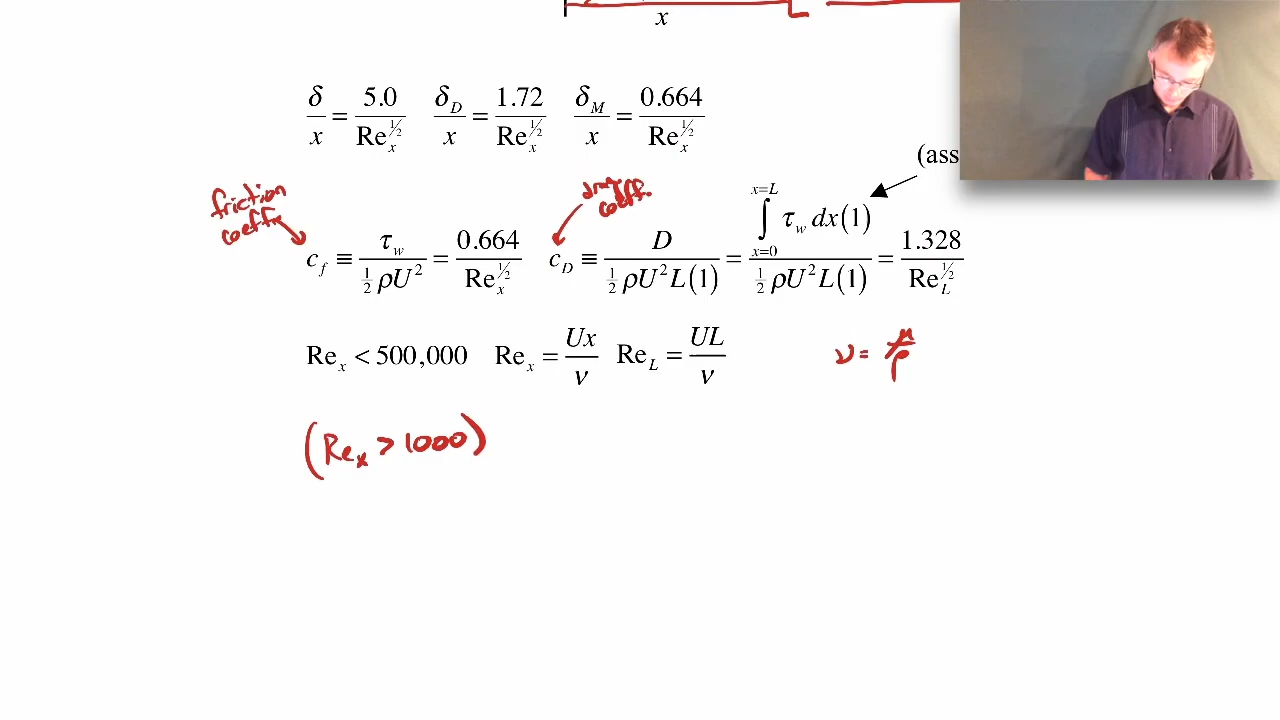 x
δ/x = 5.0/Re_x^½   δ_D/x = 1.72/Re_x^½   δ_M/x = 0.664/Re_x^½
(ass
friction
coeff.
drag
coeff.
c_f ≡ τ_w/(½ρU²) = 0.664/Re_x^½   c_D ≡ D/(½ρU²L(1)) = ∫_{x=0}^{x=L} τ_w dx(1)/(½ρU²L(1)) = 1.328/Re_L^½
Re_x < 500,000   Re_x = Ux/ν   Re_L = UL/ν   ν = μ/ρ
(Re_x > 1000)